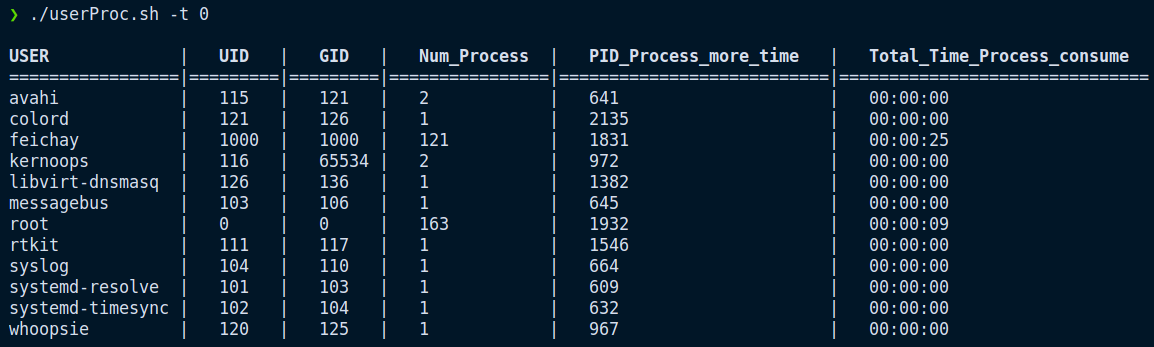 ❯ ./userProc.sh -t 0
USER             |   UID   |   GID   |   Num_Process  |   PID_Process_more_time   |   Total_Time_Process_consume
=================|=========|=========|================|===========================|===============================
avahi            |   115   |   121   |   2            |   641                     |   00:00:00
colord           |   121   |   126   |   1            |   2135                    |   00:00:00
feichay          |   1000  |   1000  |   121          |   1831                    |   00:00:25
kernoops         |   116   |   65534 |   2            |   972                     |   00:00:00
libvirt-dnsmasq  |   126   |   136   |   1            |   1382                    |   00:00:00
messagebus       |   103   |   106   |   1            |   645                     |   00:00:00
root             |   0     |   0     |   163          |   1932                    |   00:00:09
rtkit            |   111   |   117   |   1            |   1546                    |   00:00:00
syslog           |   104   |   110   |   1            |   664                     |   00:00:00
systemd-resolve  |   101   |   103   |   1            |   609                     |   00:00:00
systemd-timesync |   102   |   104   |   1            |   632                     |   00:00:00
whoopsie         |   120   |   125   |   1            |   967                     |   00:00:00